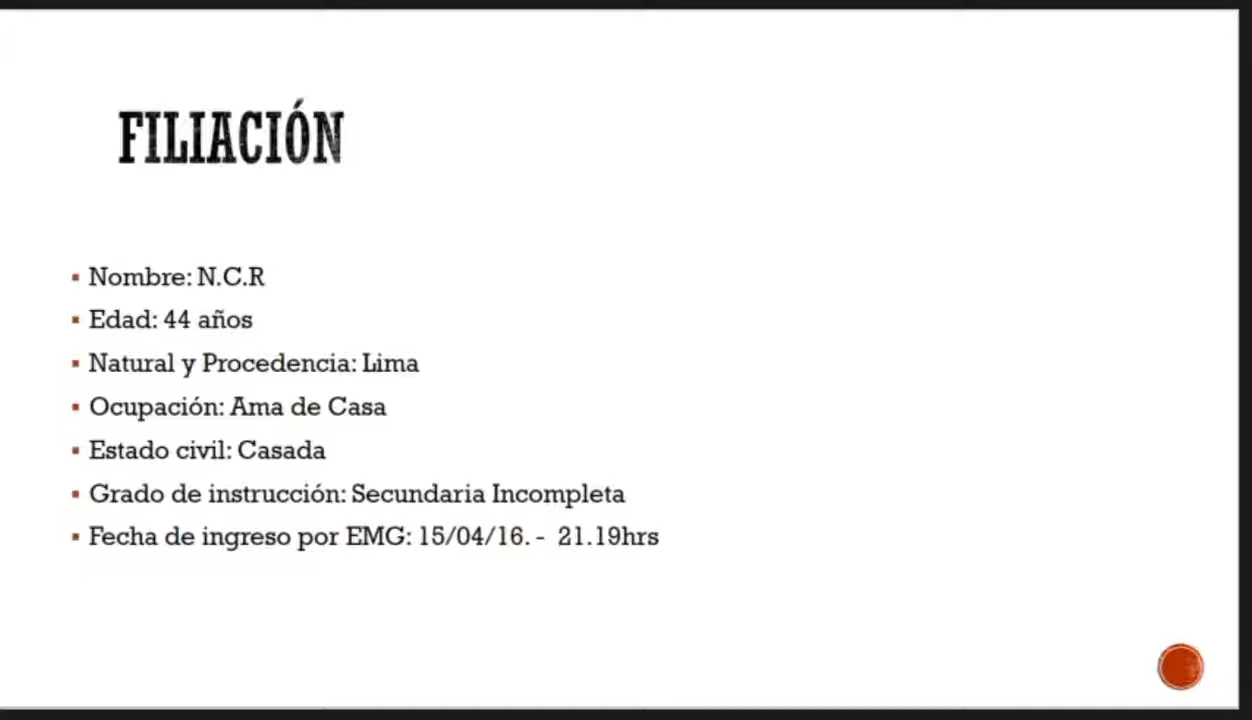 FILIACIÓN
Nombre: N.C.R
Edad: 44 años
Natural y Procedencia: Lima
Ocupación: Ama de Casa
Estado civil: Casada
Grado de instrucción: Secundaria Incompleta
Fecha de ingreso por EMG: 15/04/16. - 21.19hrs